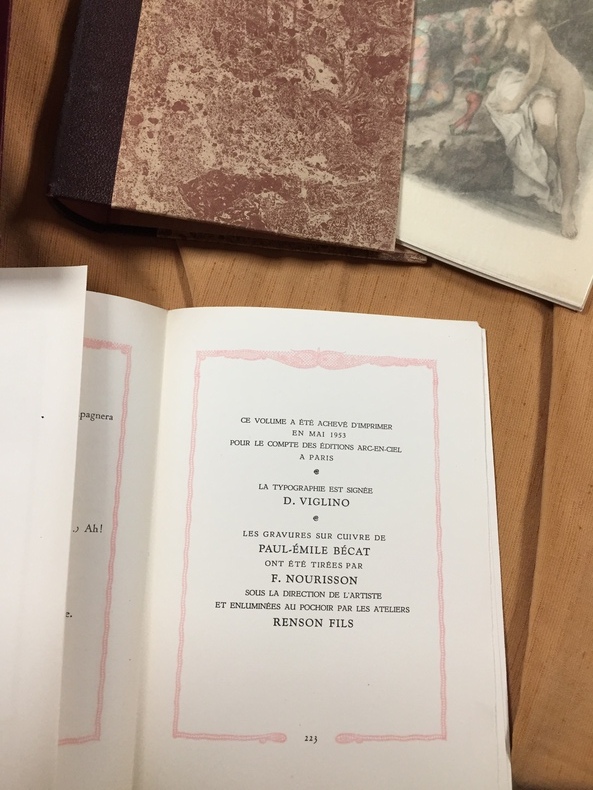 pagnera
Ah!
e.
CE VOLUME A ÉTÉ ACHEVÉ D'IMPRIMER
EN MAI 1953
POUR LE COMPTE DES ÉDITIONS ARC-EN-CIEL
A PARIS
LA TYPOGRAPHIE EST SIGNÉE
D. VIGLINO
LES GRAVURES SUR CUIVRE DE
PAUL-ÉMILE BÉCAT
ONT ÉTÉ TIRÉES PAR
F. NOURISSON
SOUS LA DIRECTION DE L'ARTISTE
ET ENLUMINÉES AU POCHOIR PAR LES ATELIERS
RENSON FILS
223